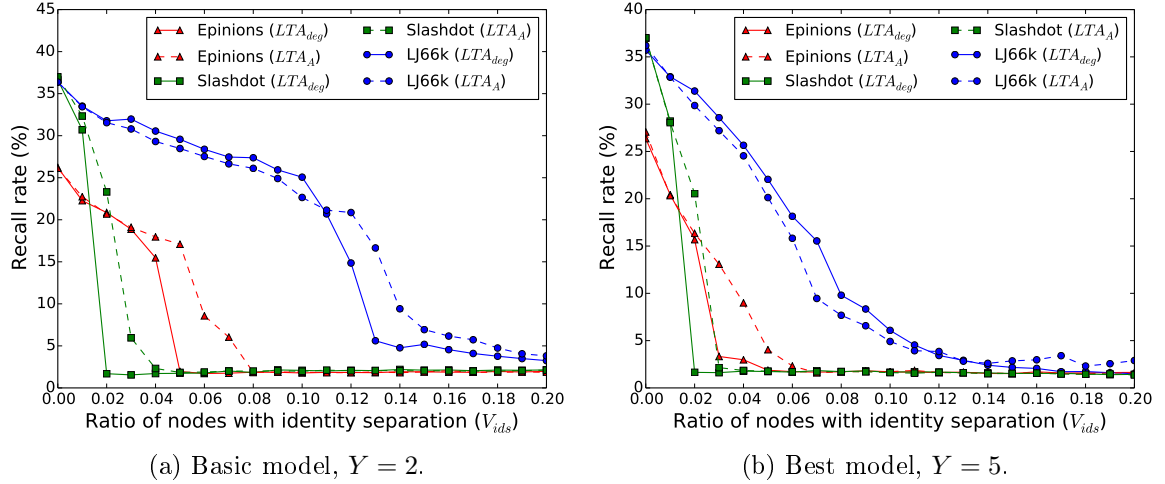 45
40
35
30
25
20
15
10
5
0
Recall rate (%)
Epinions (LTA_deg)
Epinions (LTA_A)
Slashdot (LTA_deg)
Slashdot (LTA_A)
LJ66k (LTA_deg)
LJ66k (LTA_A)
0.00 0.02 0.04 0.06 0.08 0.10 0.12 0.14 0.16 0.18 0.20
Ratio of nodes with identity separation (V_ids)
(a) Basic model, Y = 2.
40
35
30
25
20
15
10
5
0
Recall rate (%)
Epinions (LTA_deg)
Epinions (LTA_A)
Slashdot (LTA_deg)
Slashdot (LTA_A)
LJ66k (LTA_deg)
LJ66k (LTA_A)
0.00 0.02 0.04 0.06 0.08 0.10 0.12 0.14 0.16 0.18 0.20
Ratio of nodes with identity separation (V_ids)
(b) Best model, Y = 5.